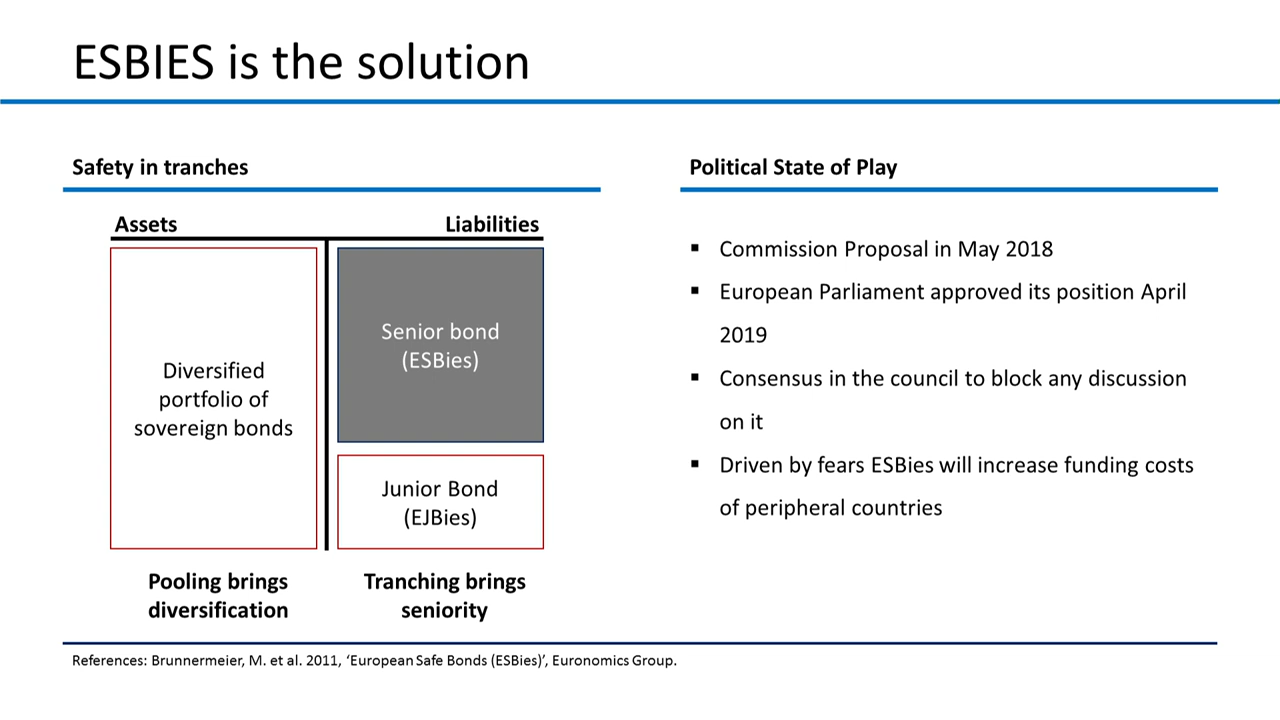 ESBIES is the solution
Safety in tranches
Assets
Liabilities
Diversified
portfolio of
sovereign bonds
Senior bond
(ESBies)
Junior Bond
(EJBies)
Pooling brings
diversification
Tranching brings
seniority
Political State of Play
▪ Commission Proposal in May 2018
▪ European Parliament approved its position April
2019
▪ Consensus in the council to block any discussion
on it
▪ Driven by fears ESBies will increase funding costs
of peripheral countries
References: Brunnermeier, M. et al. 2011, ‘European Safe Bonds (ESBies)’, Euronomics Group.